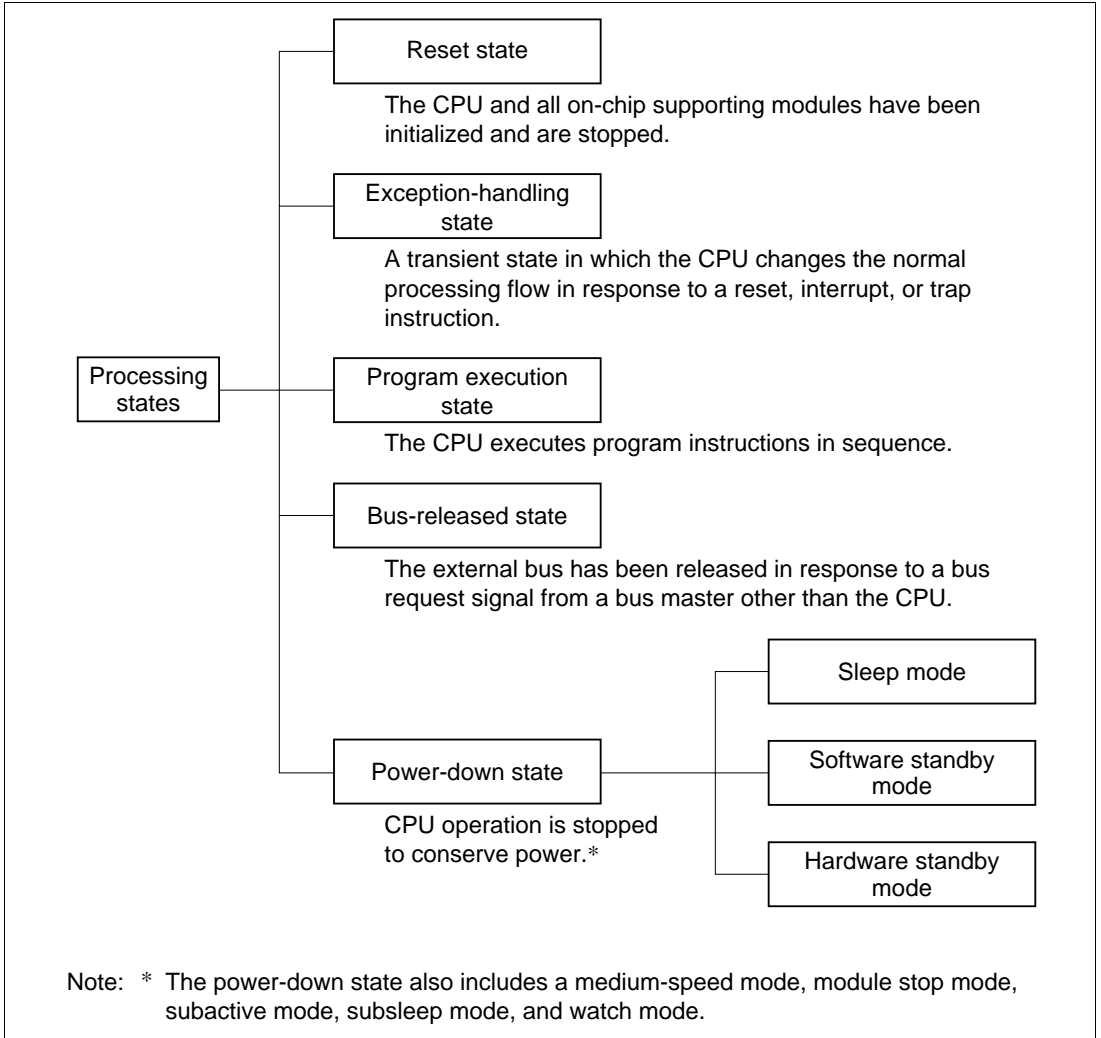 Reset state
The CPU and all on-chip supporting modules have been
initialized and are stopped.
Exception-handling
state
A transient state in which the CPU changes the normal
processing flow in response to a reset, interrupt, or trap
instruction.
Processing
states
Program execution
state
The CPU executes program instructions in sequence.
Bus-released state
The external bus has been released in response to a bus
request signal from a bus master other than the CPU.
Sleep mode
Power-down state
Software standby
mode
CPU operation is stopped
to conserve power.*
Hardware standby
mode
Note: * The power-down state also includes a medium-speed mode, module stop mode,
subactive mode, subsleep mode, and watch mode.